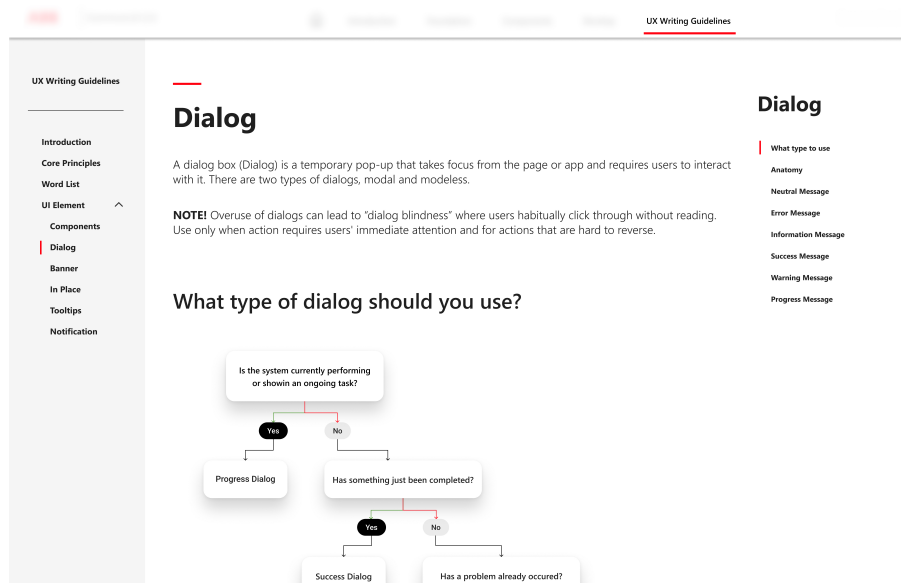 UX Writing Guidelines
UX Writing Guidelines
Introduction
Core Principles
Word List
UI Element
Components
Dialog
Banner
In Place
Tooltips
Notification
Dialog
A dialog box (Dialog) is a temporary pop-up that takes focus from the page or app and requires users to interact
with it. There are two types of dialogs, modal and modeless.
NOTE! Overuse of dialogs can lead to “dialog blindness” where users habitually click through without reading.
Use only when action requires users' immediate attention and for actions that are hard to reverse.
What type of dialog should you use?
Is the system currently performing
or showin an ongoing task?
Yes
No
Progress Dialog
Has something just been completed?
Yes
No
Success Dialog
Has a problem already occured?
Dialog
What type to use
Anatomy
Neutral Message
Error Message
Information Message
Success Message
Warning Message
Progress Message